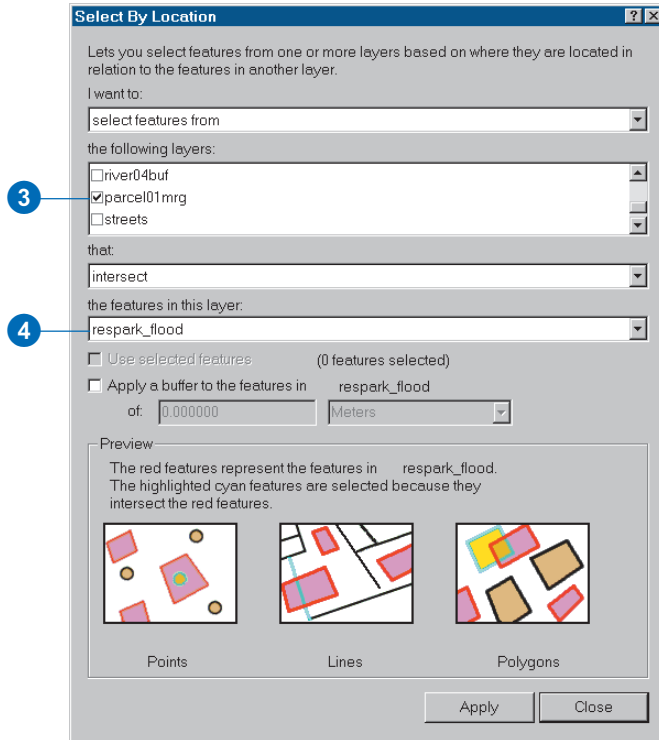 Select By Location
Lets you select features from one or more layers based on where they are located in
relation to the features in another layer.
I want to:
select features from
the following layers:
river04buf
3
parcel01mrg
streets
that:
intersect
the features in this layer:
4
respark_flood
Use selected features (0 features selected)
Apply a buffer to the features in respark_flood
of: 0.000000 Meters
Preview
The red features represent the features in respark_flood.
The highlighted cyan features are selected because they
intersect the red features.
Points Lines Polygons
Apply Close